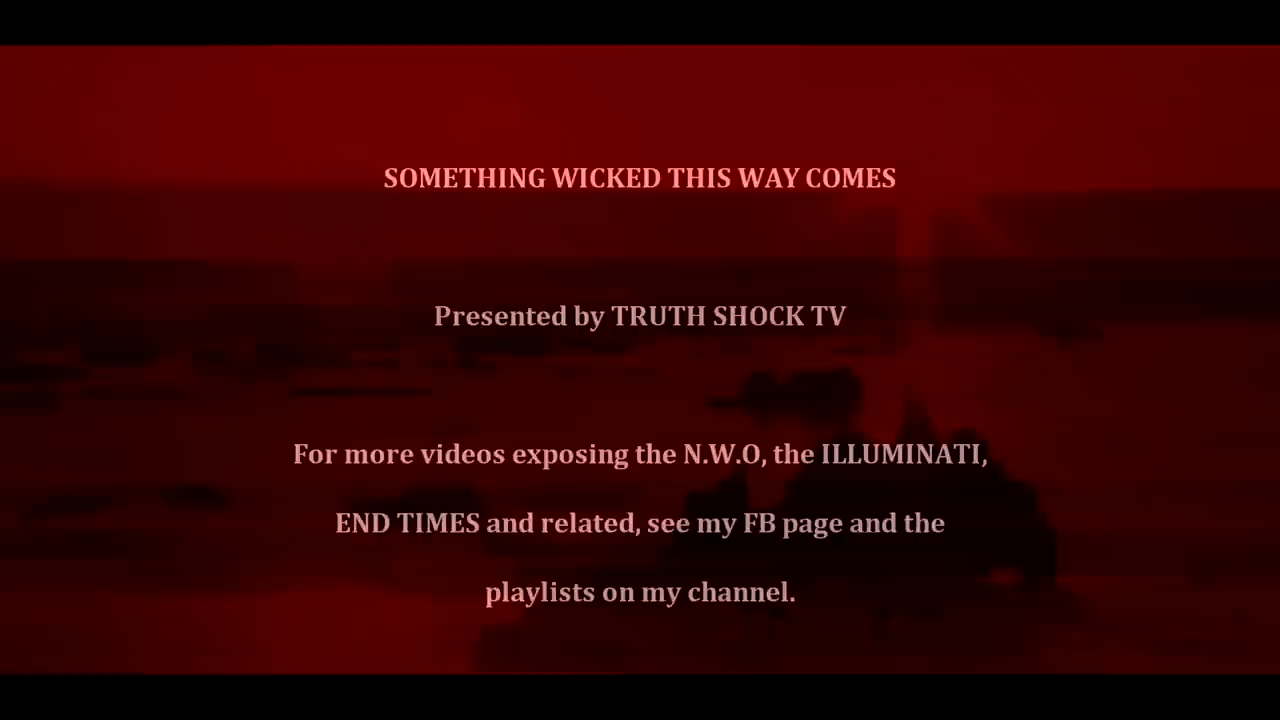 SOMETHING WICKED THIS WAY COMES
Presented by TRUTH SHOCK TV
For more videos exposing the N.W.O, the ILLUMINATI,
END TIMES and related, see my FB page and the
playlists on my channel.